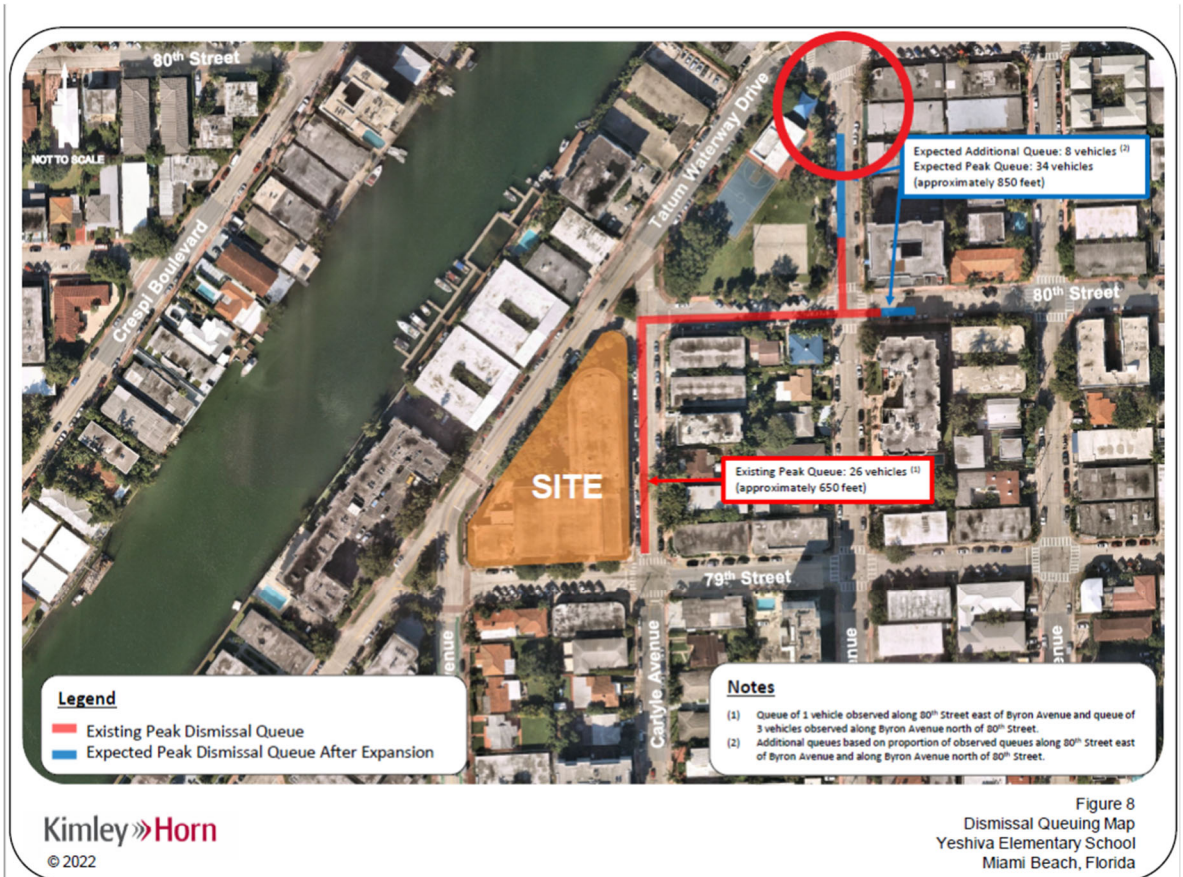 80th Street
NOT TO SCALE
Crespi Boulevard
Tatum Waterway Drive
Expected Additional Queue: 8 vehicles (2)
Expected Peak Queue: 34 vehicles
(approximately 850 feet)
80th Street
SITE
Existing Peak Queue: 26 vehicles (1)
(approximately 650 feet)
79th Street
enue
Carlyle Avenue
enue
enue
Legend
Existing Peak Dismissal Queue
Expected Peak Dismissal Queue After Expansion
Notes
(1) Queue of 1 vehicle observed along 80th Street east of Byron Avenue and queue of
3 vehicles observed along Byron Avenue north of 80th Street.
(2) Additional queues based on proportion of observed queues along 80th Street east
of Byron Avenue and along Byron Avenue north of 80th Street.
Kimley»Horn
© 2022
Figure 8
Dismissal Queuing Map
Yeshiva Elementary School
Miami Beach, Florida